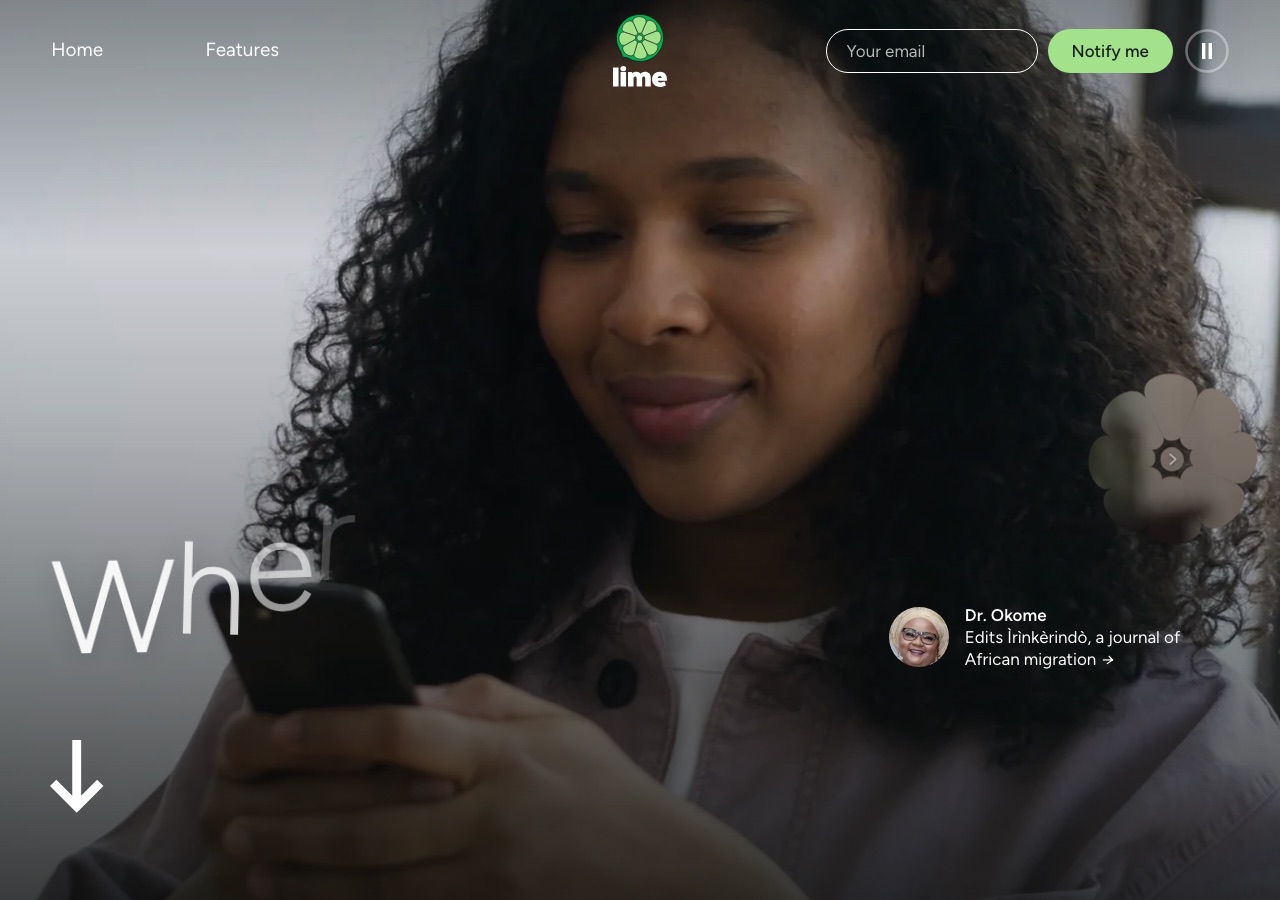 Home
Features
lime
Your email
Notify me
Wher
Dr. Okome
Edits Ìrìnkèrindò, a journal of
African migration →